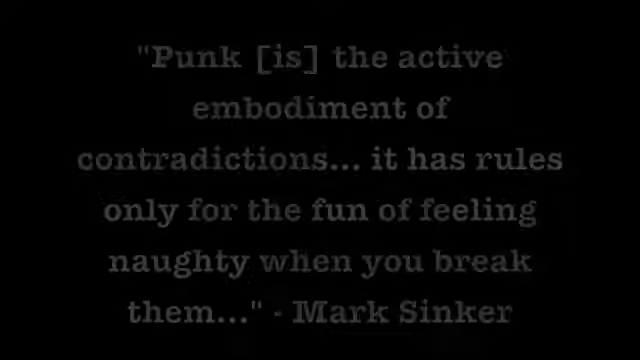 "Punk [is] the active
embodiment of
contradictions... it has rules
only for the fun of feeling
naughty when you break
them..." - Mark Sinker